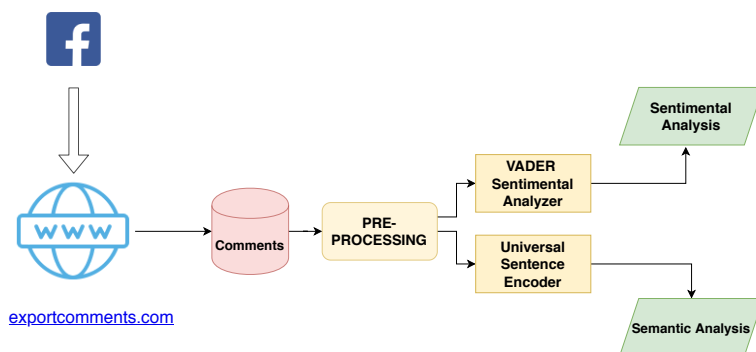 Sentimental
Analysis
VADER
Sentimental
Analyzer
WWW
Comments
PRE-
PROCESSING
Universal
Sentence
Encoder
exportcomments.com
Semantic Analysis